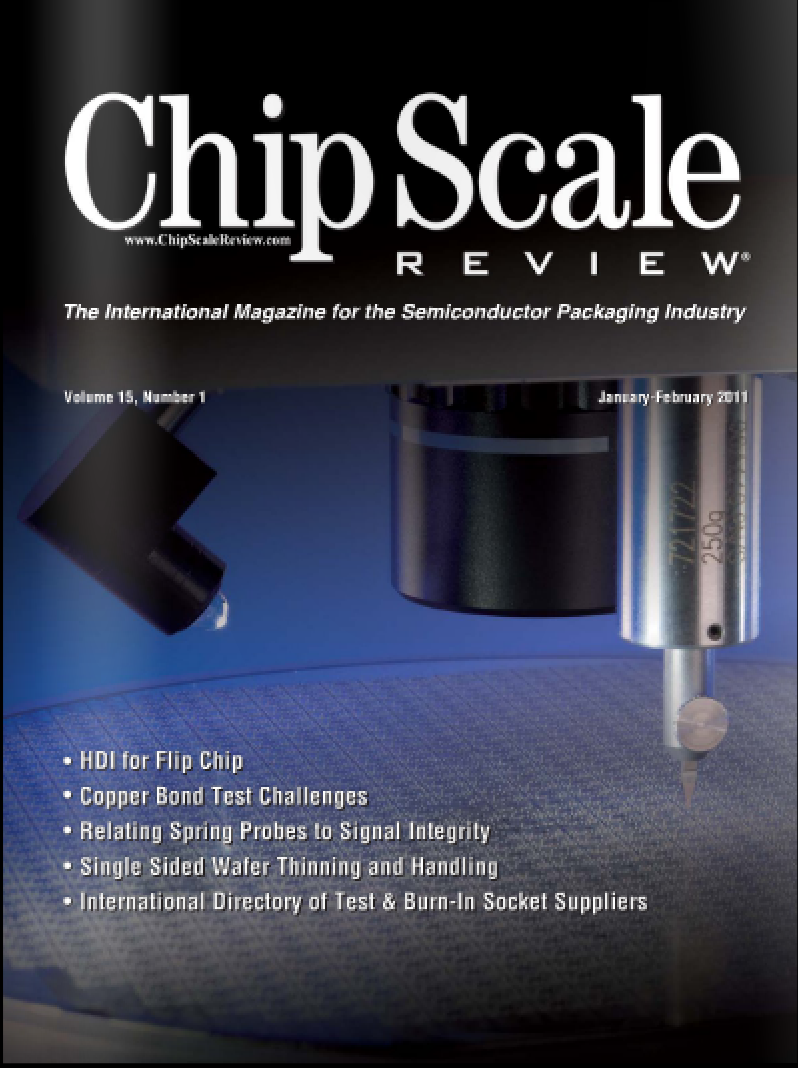 Chip Scale
www.ChipScaleReview.com
REVIEW®
The International Magazine for the Semiconductor Packaging Industry
Volume 15, Number 1
January-February 2011
721722
250g
• HDI for Flip Chip
• Copper Bond Test Challenges
• Relating Spring Probes to Signal Integrity
• Single Sided Wafer Thinning and Handling
• International Directory of Test & Burn-In Socket Suppliers